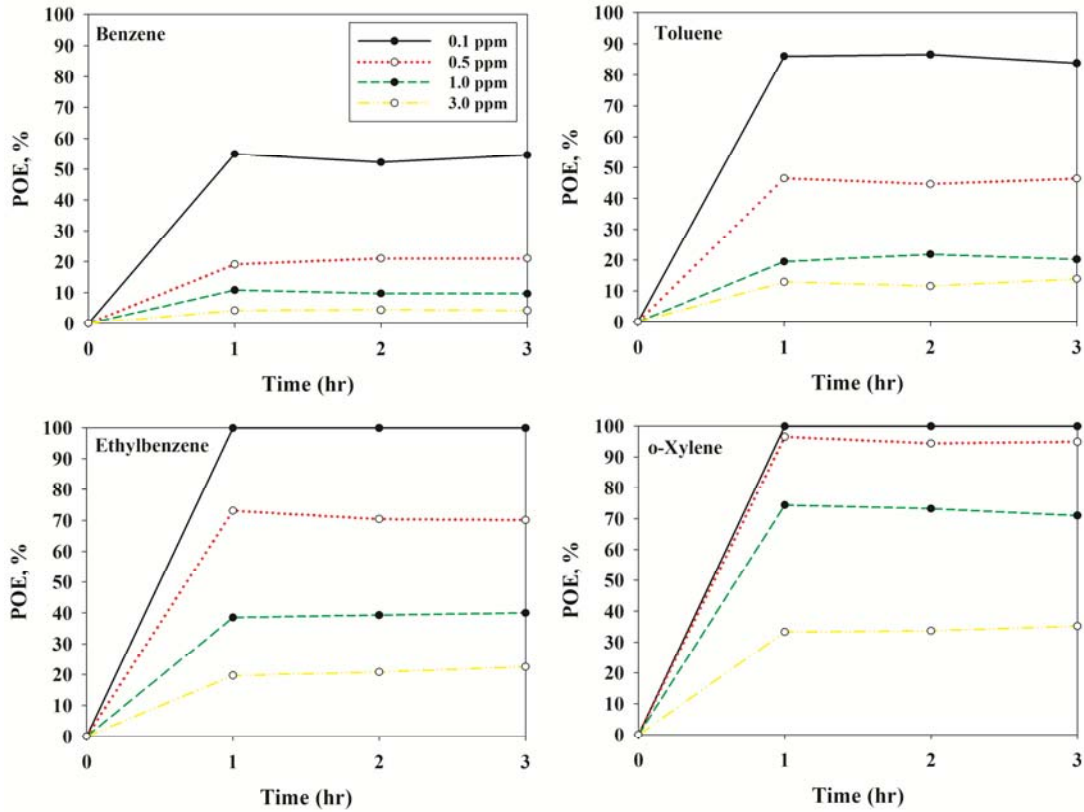 Benzene
0.1 ppm
0.5 ppm
1.0 ppm
3.0 ppm
100
90
80
70
60
50
40
30
20
10
0
POE, %
0 1 2 3
Time (hr)
Toluene
100
90
80
70
60
50
40
30
20
10
0
POE, %
0 1 2 3
Time (hr)
Ethylbenzene
100
90
80
70
60
50
40
30
20
10
0
POE, %
0 1 2 3
Time (hr)
o-Xylene
100
90
80
70
60
50
40
30
20
10
0
POE, %
0 1 2 3
Time (hr)